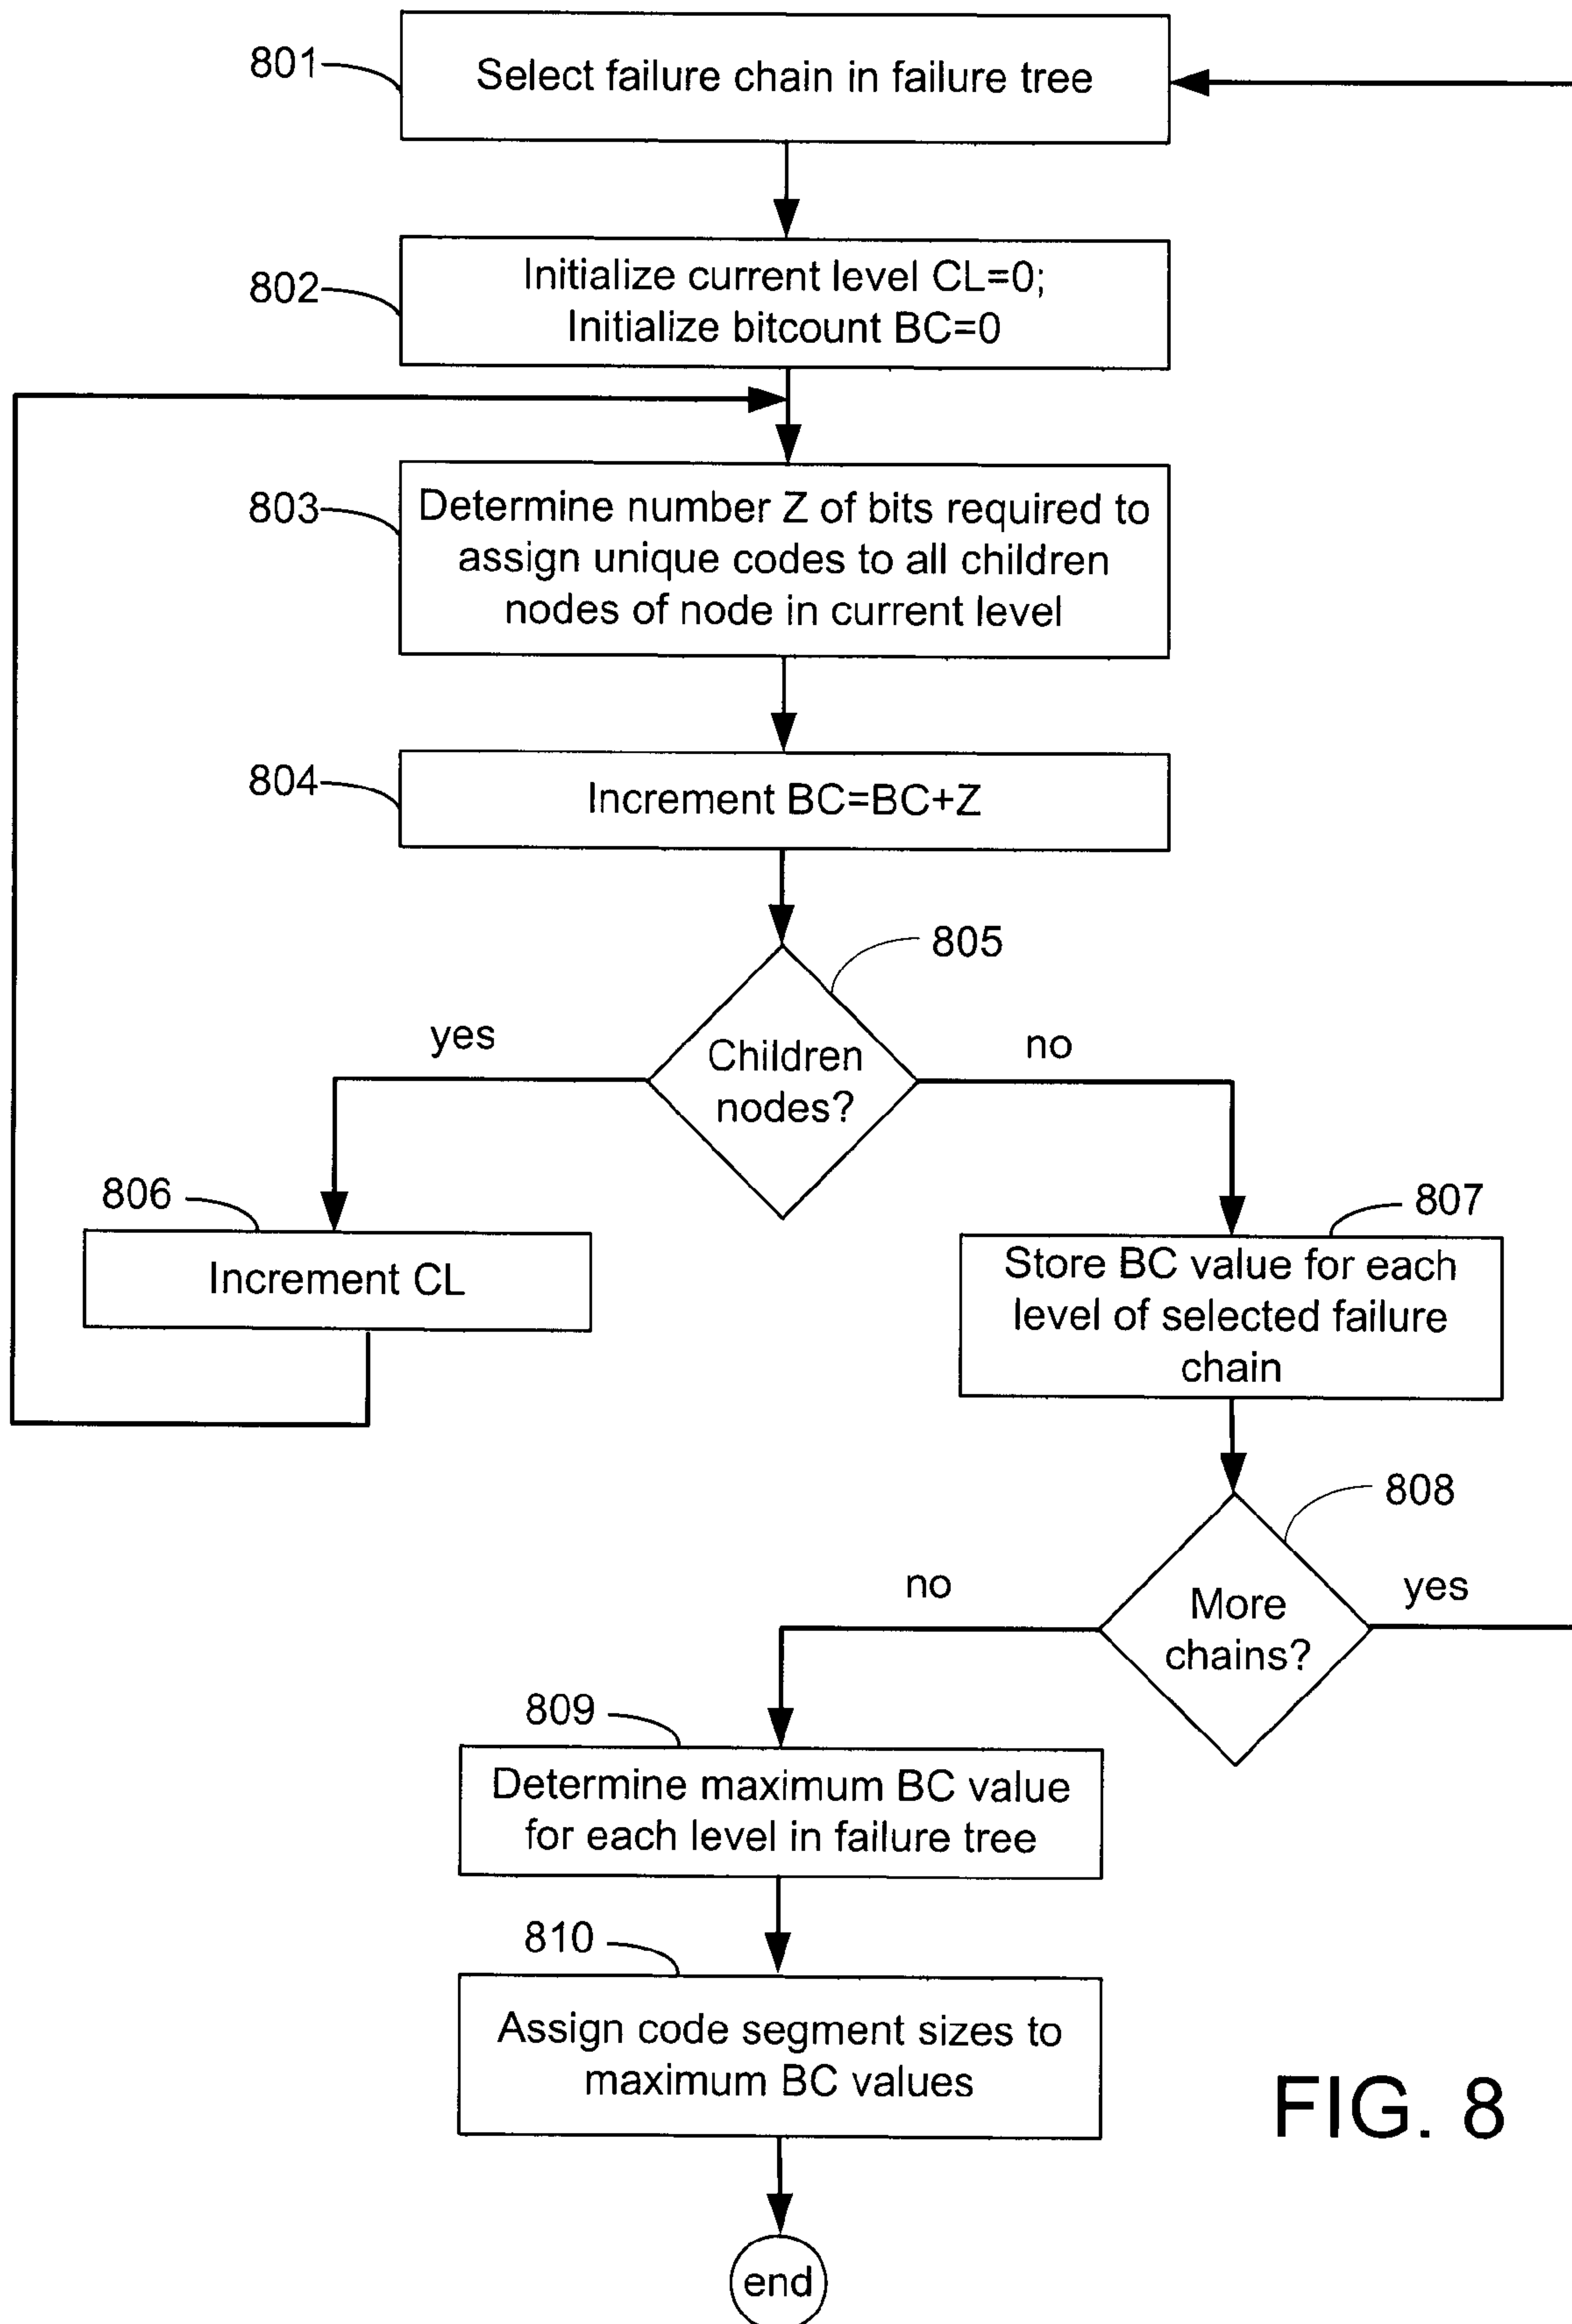 801
Select failure chain in failure tree
802
Initialize current level CL=0;
Initialize bitcount BC=0
803
Determine number Z of bits required to
assign unique codes to all children
nodes of node in current level
804
Increment BC=BC+Z
805
yes
Children
nodes?
no
806
Increment CL
807
Store BC value for each
level of selected failure
chain
808
no
More
chains?
yes
809
Determine maximum BC value
for each level in failure tree
810
Assign code segment sizes to
maximum BC values
FIG. 8
end